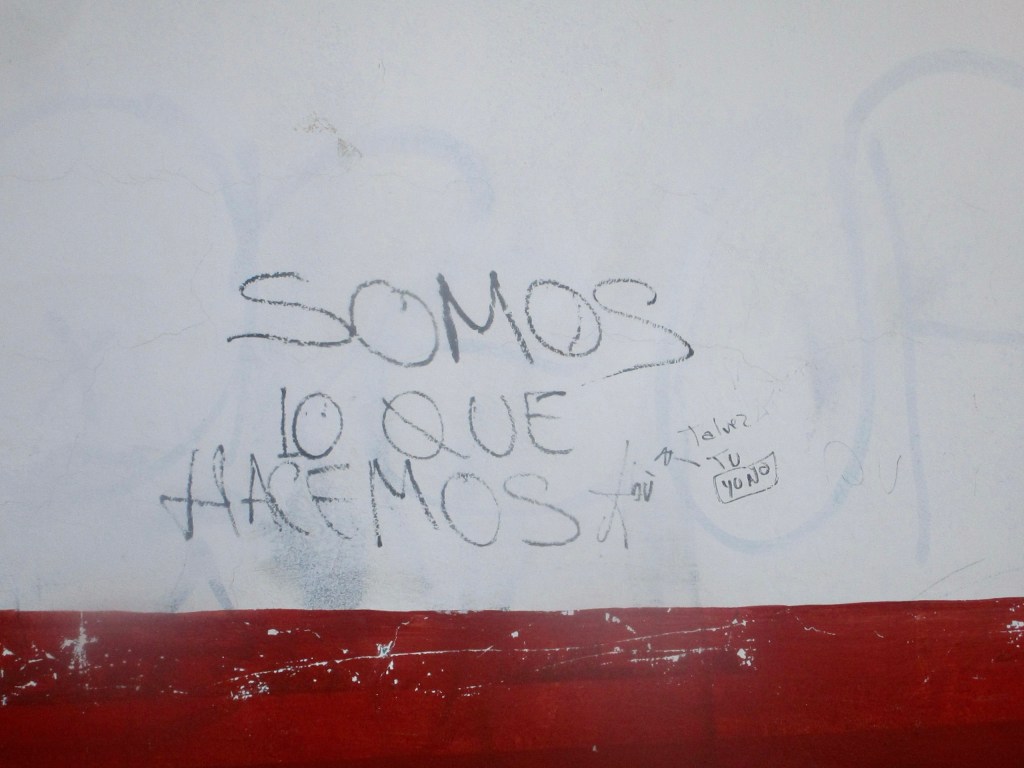 SOMOS
LO QUE
HACEMOS
Talvez
TU
YO NO